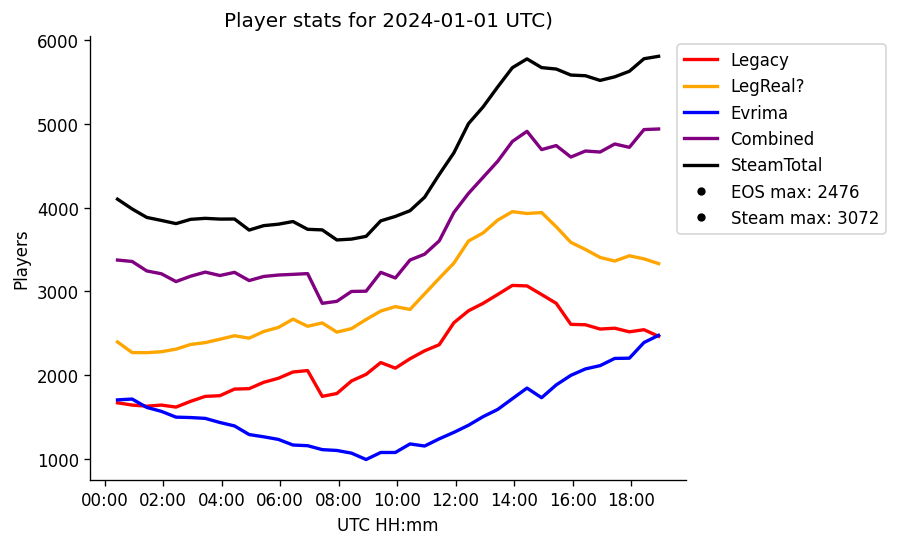 Player stats for 2024-01-01 UTC)
6000
5000
4000
3000
2000
1000
Players
00:00 02:00 04:00 06:00 08:00 10:00 12:00 14:00 16:00 18:00
UTC HH:mm
Legacy
LegReal?
Evrima
Combined
SteamTotal
EOS max: 2476
Steam max: 3072